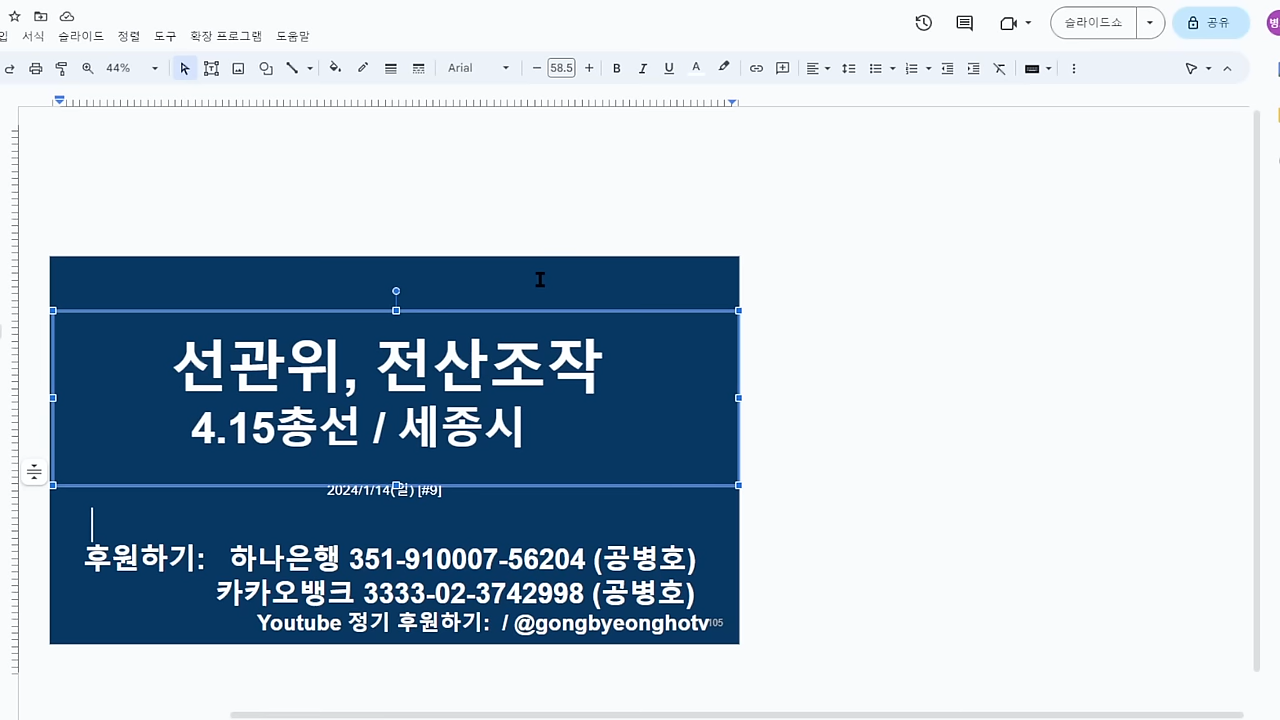 슬라이드쇼
공유
서식 슬라이드 정렬 도구 확장 프로그램 도움말
44%
Arial
58.5
B I U A
선관위, 전산조작
4.15총선 / 세종시
2024/1/14(일) [#9]
후원하기: 하나은행 351-910007-56204 (공병호)
카카오뱅크 3333-02-3742998 (공병호)
Youtube 정기 후원하기: / @gongbyeonghotv
105